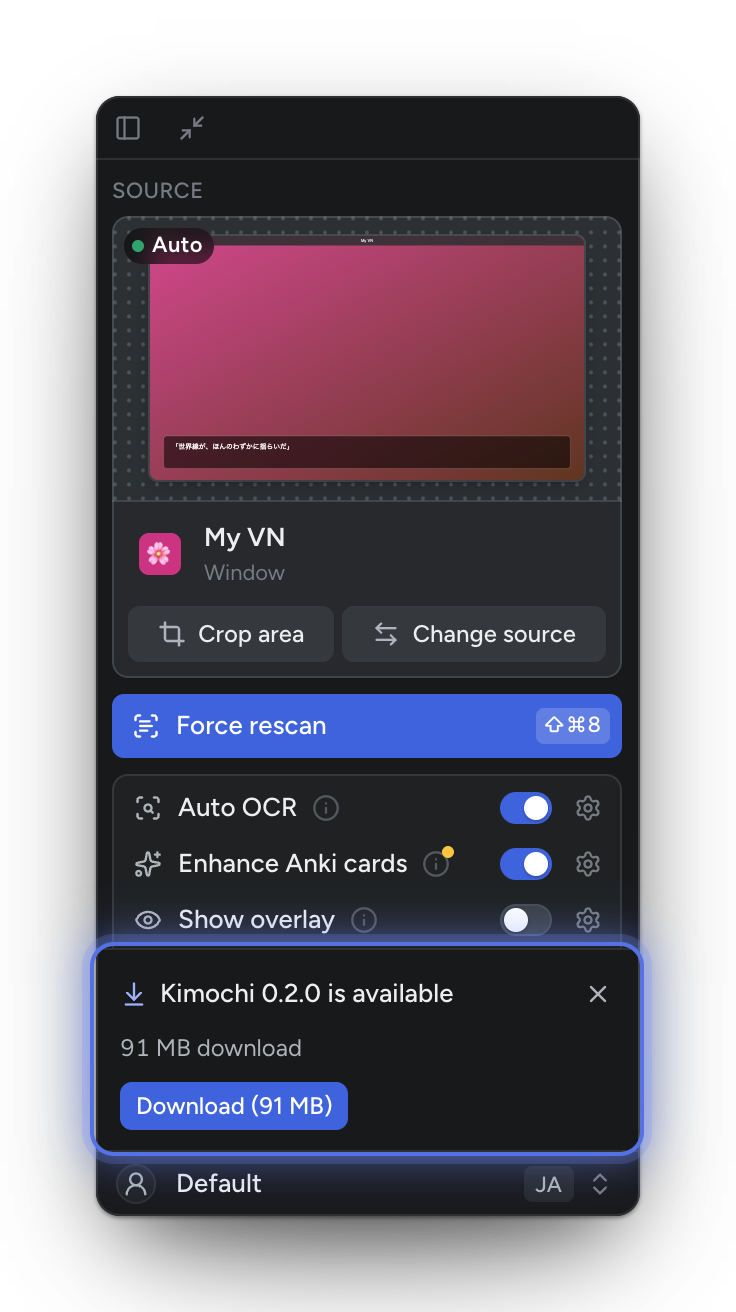 SOURCE
Auto
My VN
「世界線が、ほんのわずかに揺らいだ」
My VN
Window
Crop area
Change source
Force rescan ⇧⌘8
Auto OCR
Enhance Anki cards
Show overlay
Kimochi 0.2.0 is available
91 MB download
Download (91 MB)
Default JA